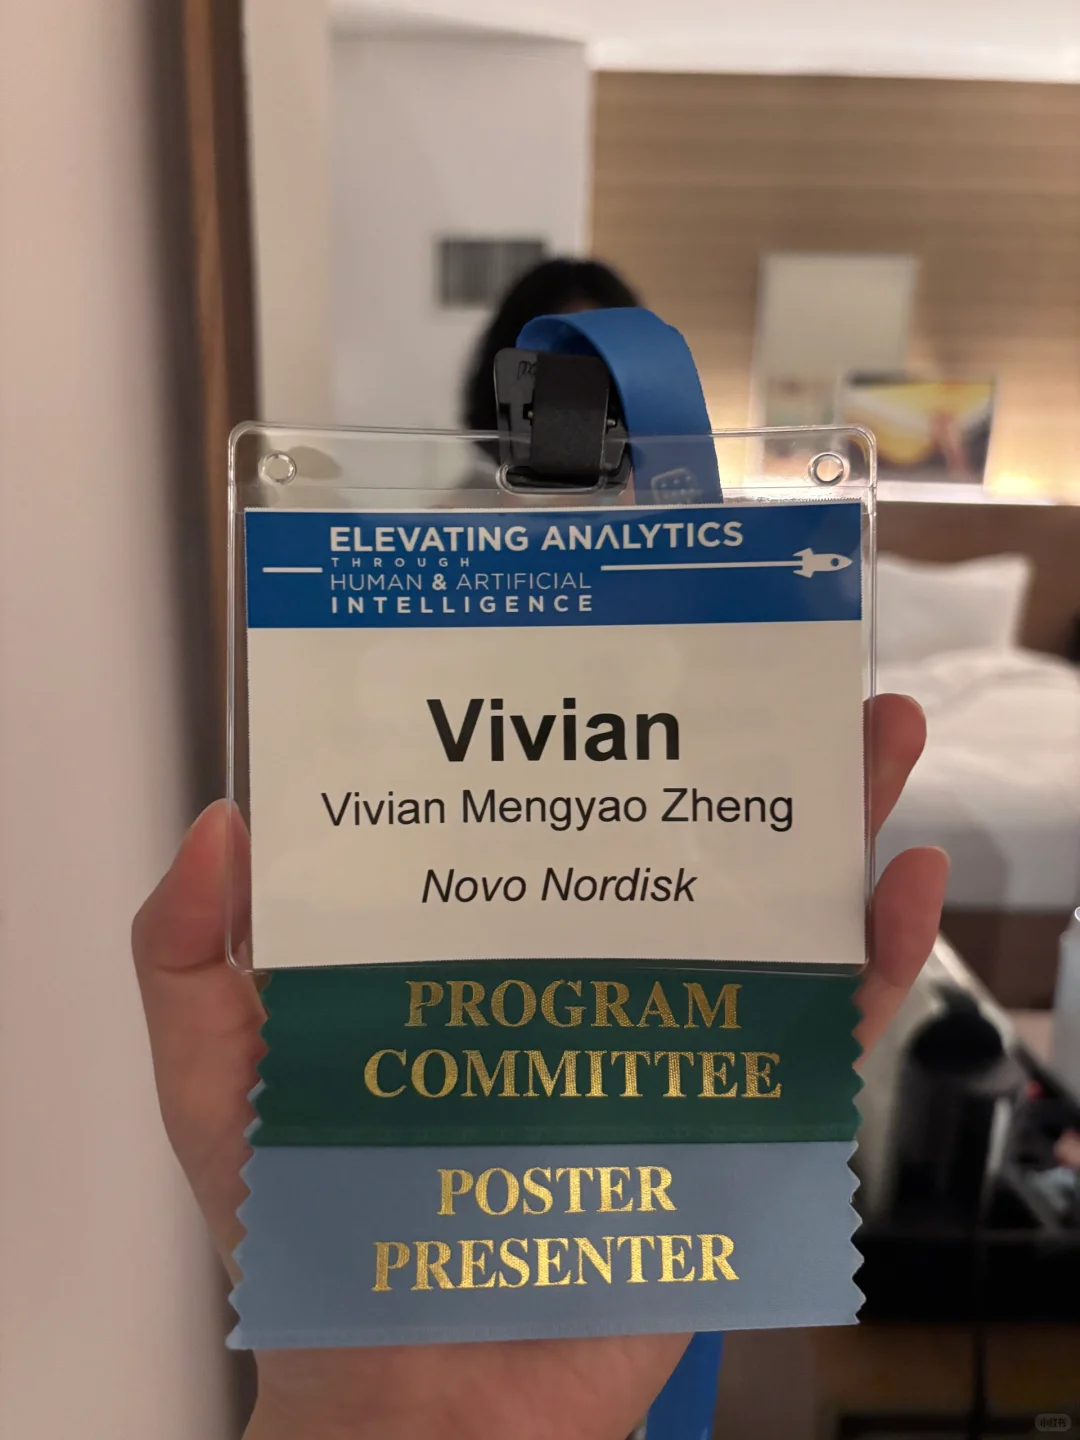 ELEVATING ANALYTICS
THROUGH
HUMAN & ARTIFICIAL
INTELLIGENCE
Vivian
Vivian Mengyao Zheng
Novo Nordisk
PROGRAM
COMMITTEE
POSTER
PRESENTER